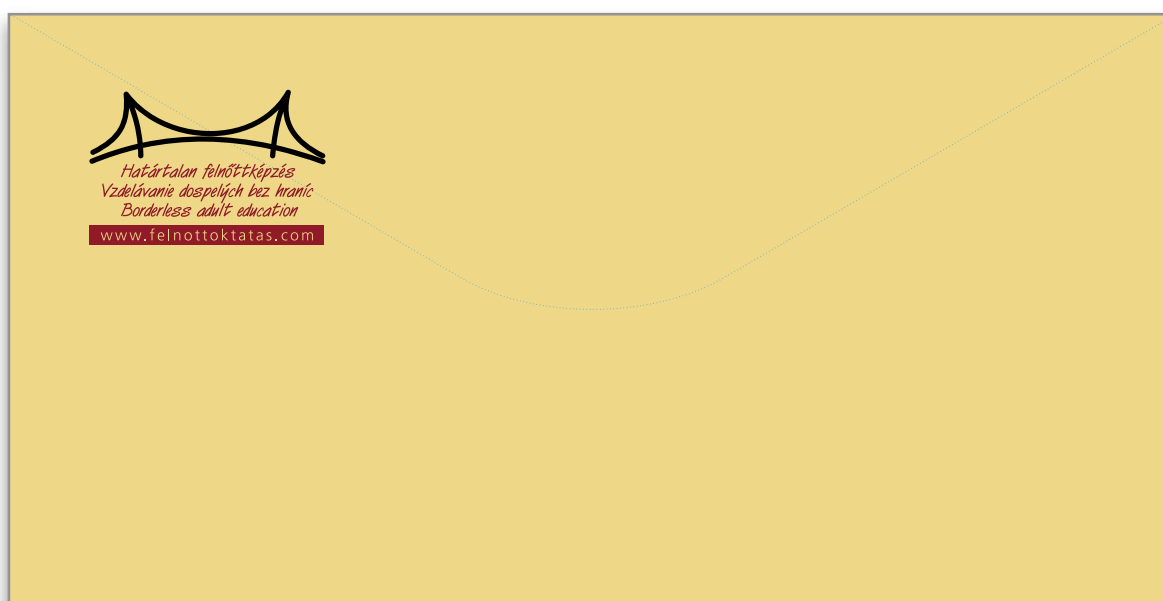 Határtalan felnőttképzés
Vzdelávanie dospelých bez hraníc
Borderless adult education
www.felnottoktatas.com